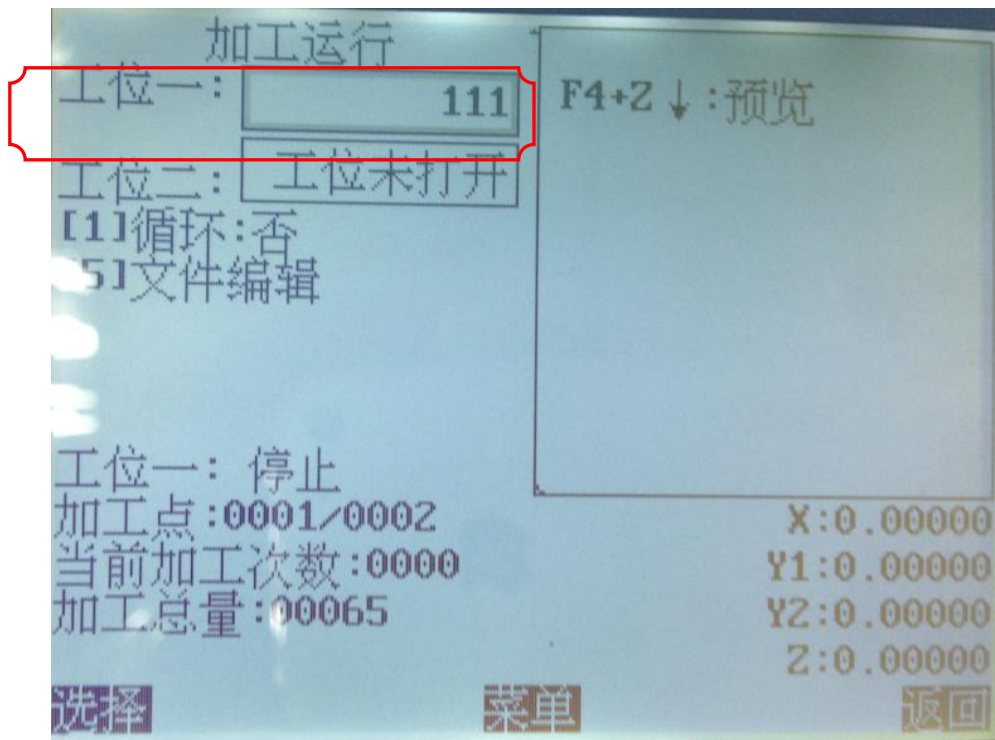 加工运行
工位一: 111
工位二: 工位未打开
[1]循环:否
5]文件编辑
F4+Z↓:预览
工位一: 停止
加工点:0001/0002
当前加工次数:0000
加工总量:00065
X:0.00000
Y1:0.00000
Y2:0.00000
Z:0.00000
选择 菜单 返回